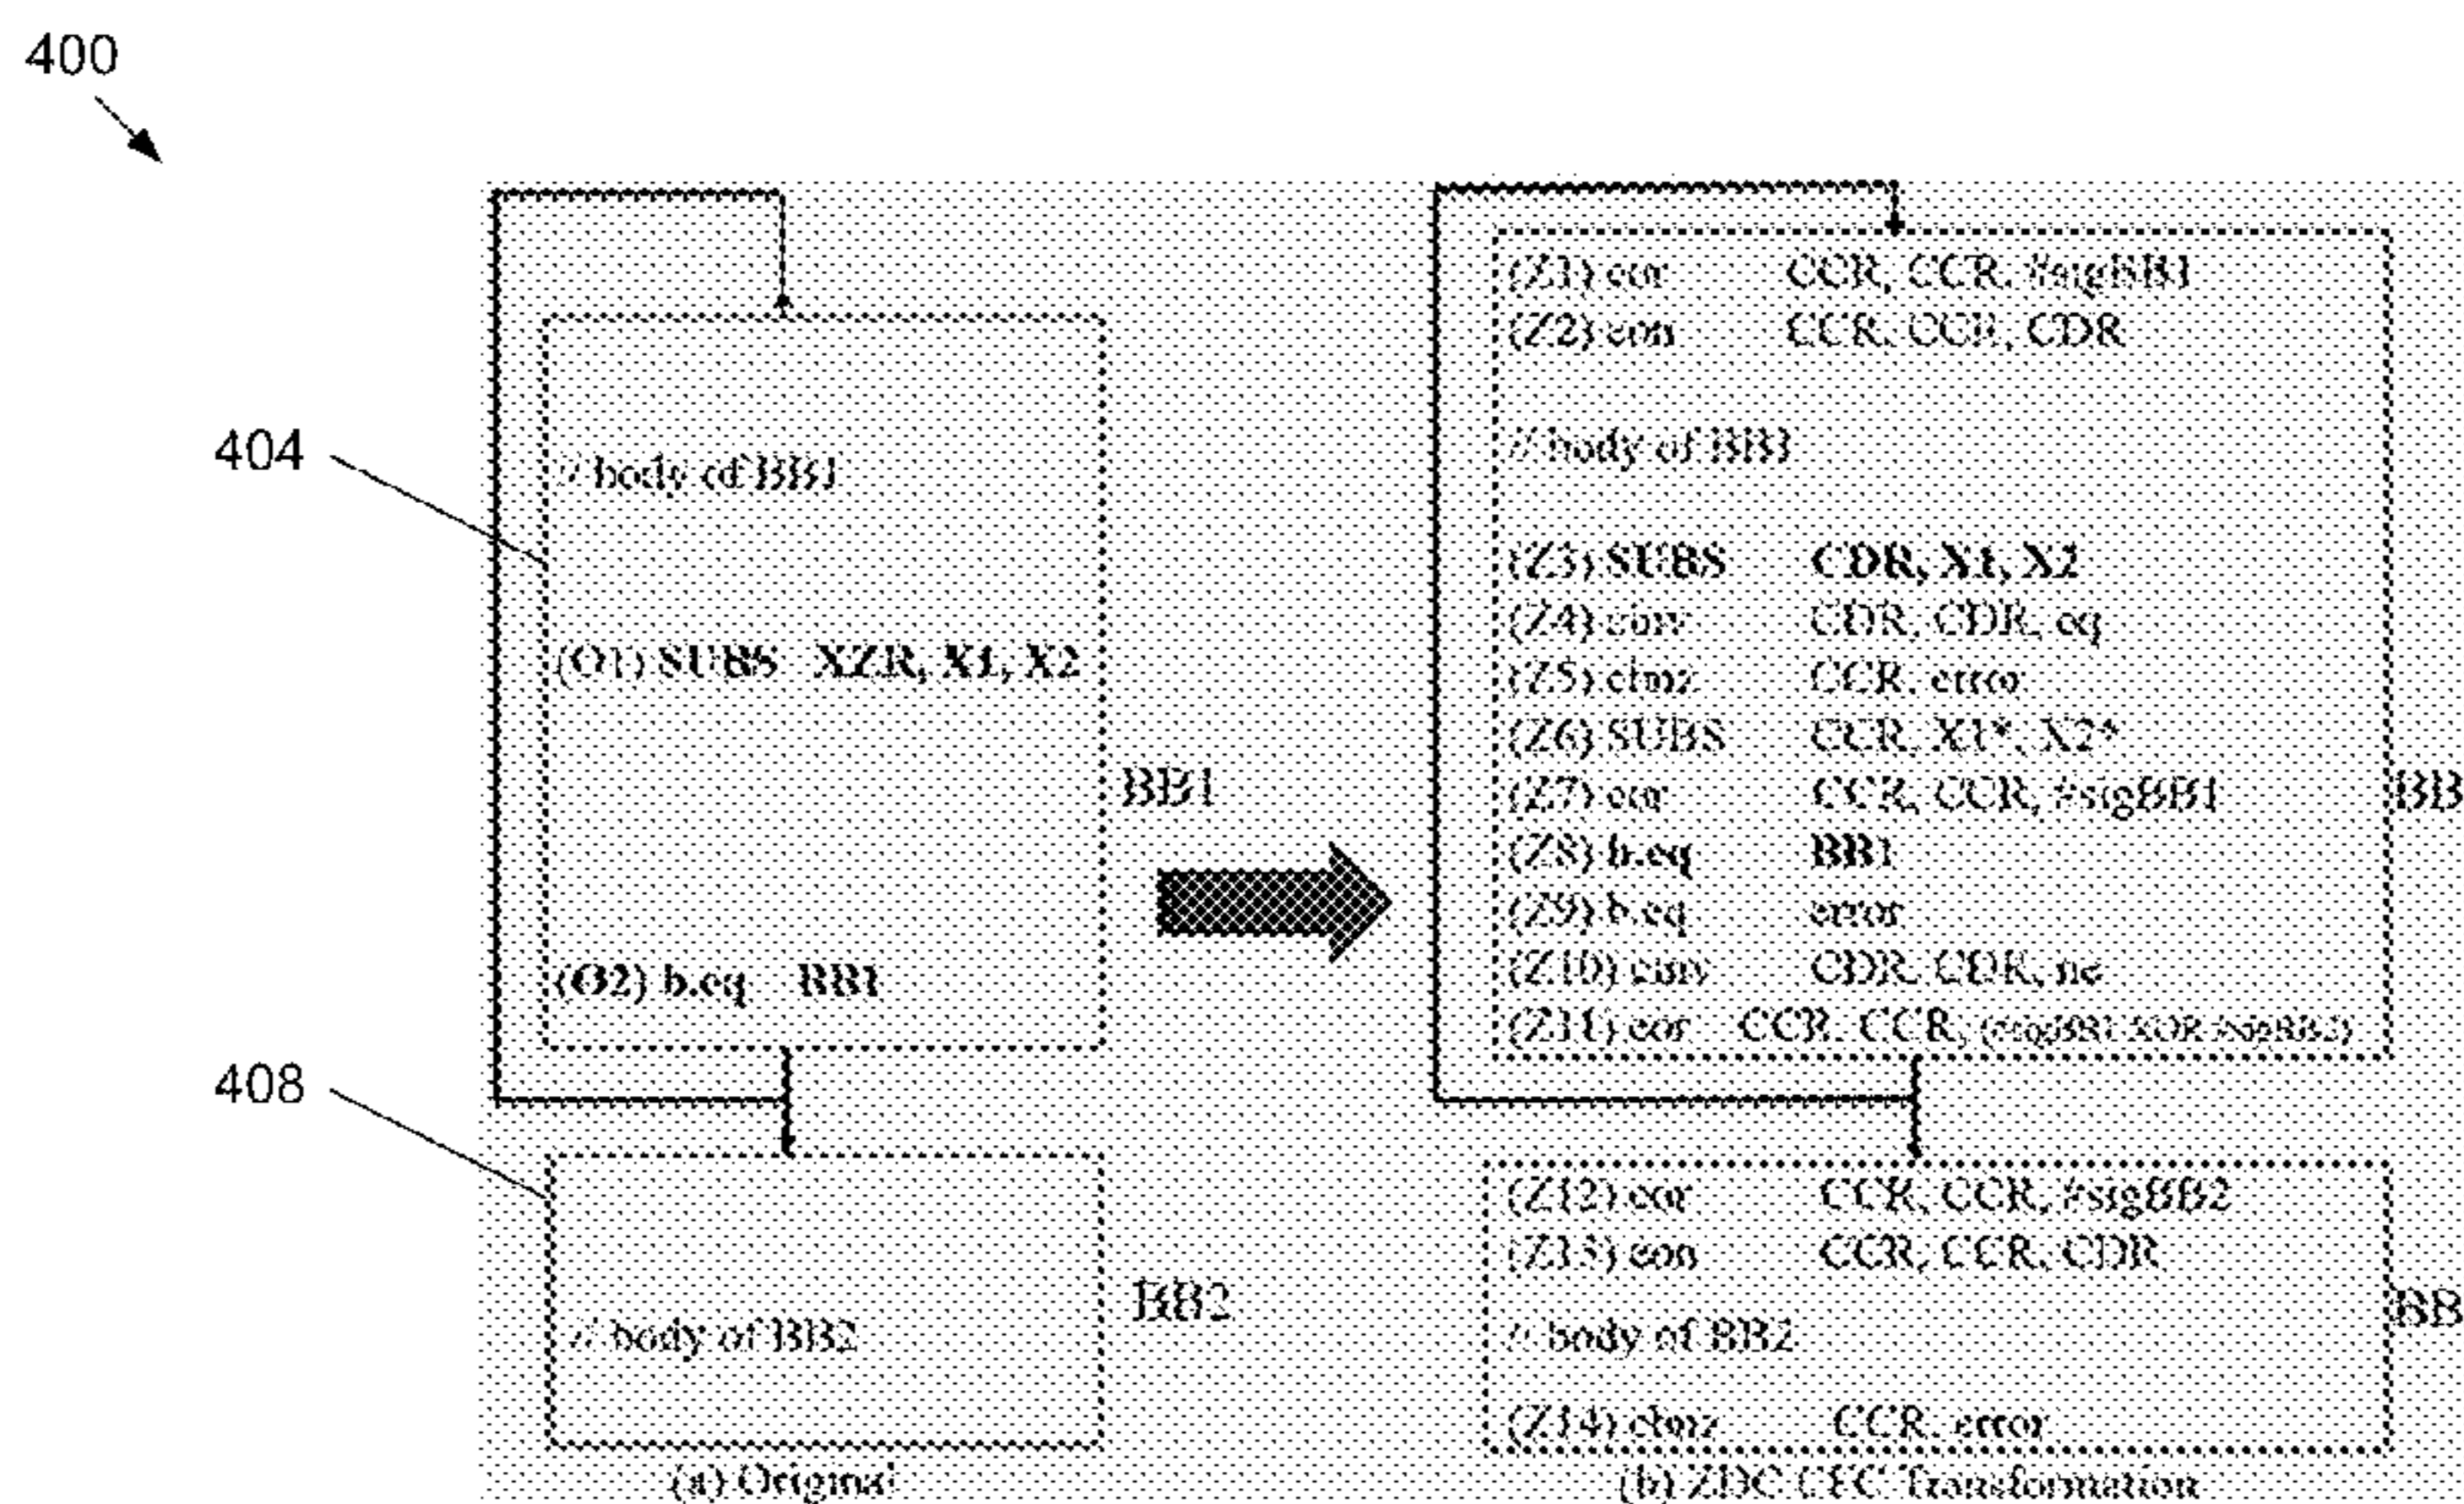 400
404
408
// body of BB1
(O1) SUBS XZR, X1, X2
BB1
(O2) b.eq BB1
// body of BB2
BB2
(a) Original
(Z1) eor CCR, CCR, #sigBB1
(Z2) eon CCR, CCR, CDR
// body of BB1
(Z3) SUBS CDR, X1, X2
(Z4) cinv CDR, CDR, eq
(Z5) cbnz CCR, error
(Z6) SUBS CCR, X1*, X2*
(Z7) eor CCR, CCR, #sigBB1
(Z8) b.eq BB1
(Z9) b.eq error
(Z10) cinv CDR, CDR, ne
(Z11) eor CCR, CCR, (#sigBB1 XOR #sigBB2)
BB
(Z12) eor CCR, CCR, #sigBB2
(Z13) eon CCR, CCR, CDR
// body of BB2
(Z14) cbnz CCR, error
BB
(b) ZDC CFC Transformation